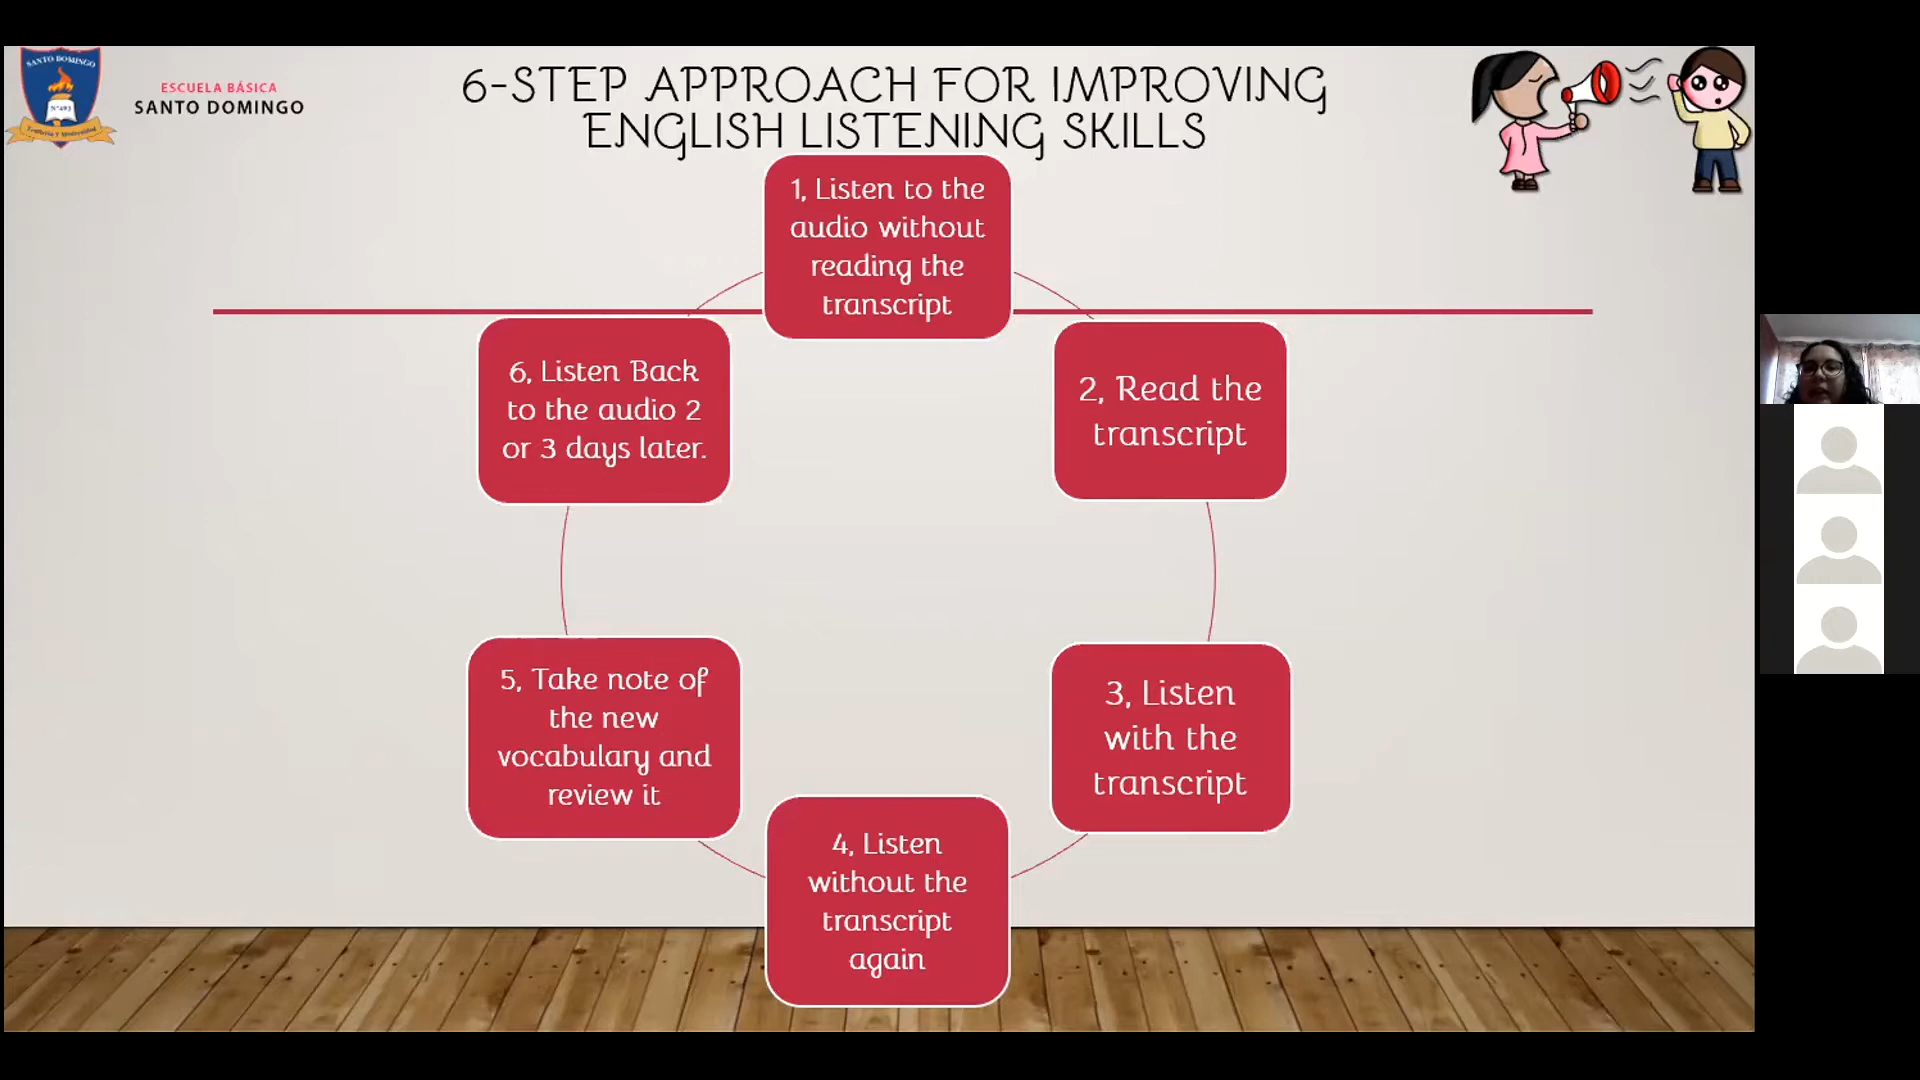 SANTO DOMINGO
Nº493
ESCUELA BÁSICA
SANTO DOMINGO
6-STEP APPROACH FOR IMPROVING
ENGLISH LISTENING SKILLS
1, Listen to the
audio without
reading the
transcript
2, Read the
transcript
3, Listen
with the
transcript
4, Listen
without the
transcript
again
5, Take note of
the new
vocabulary and
review it
6, Listen Back
to the audio 2
or 3 days later.